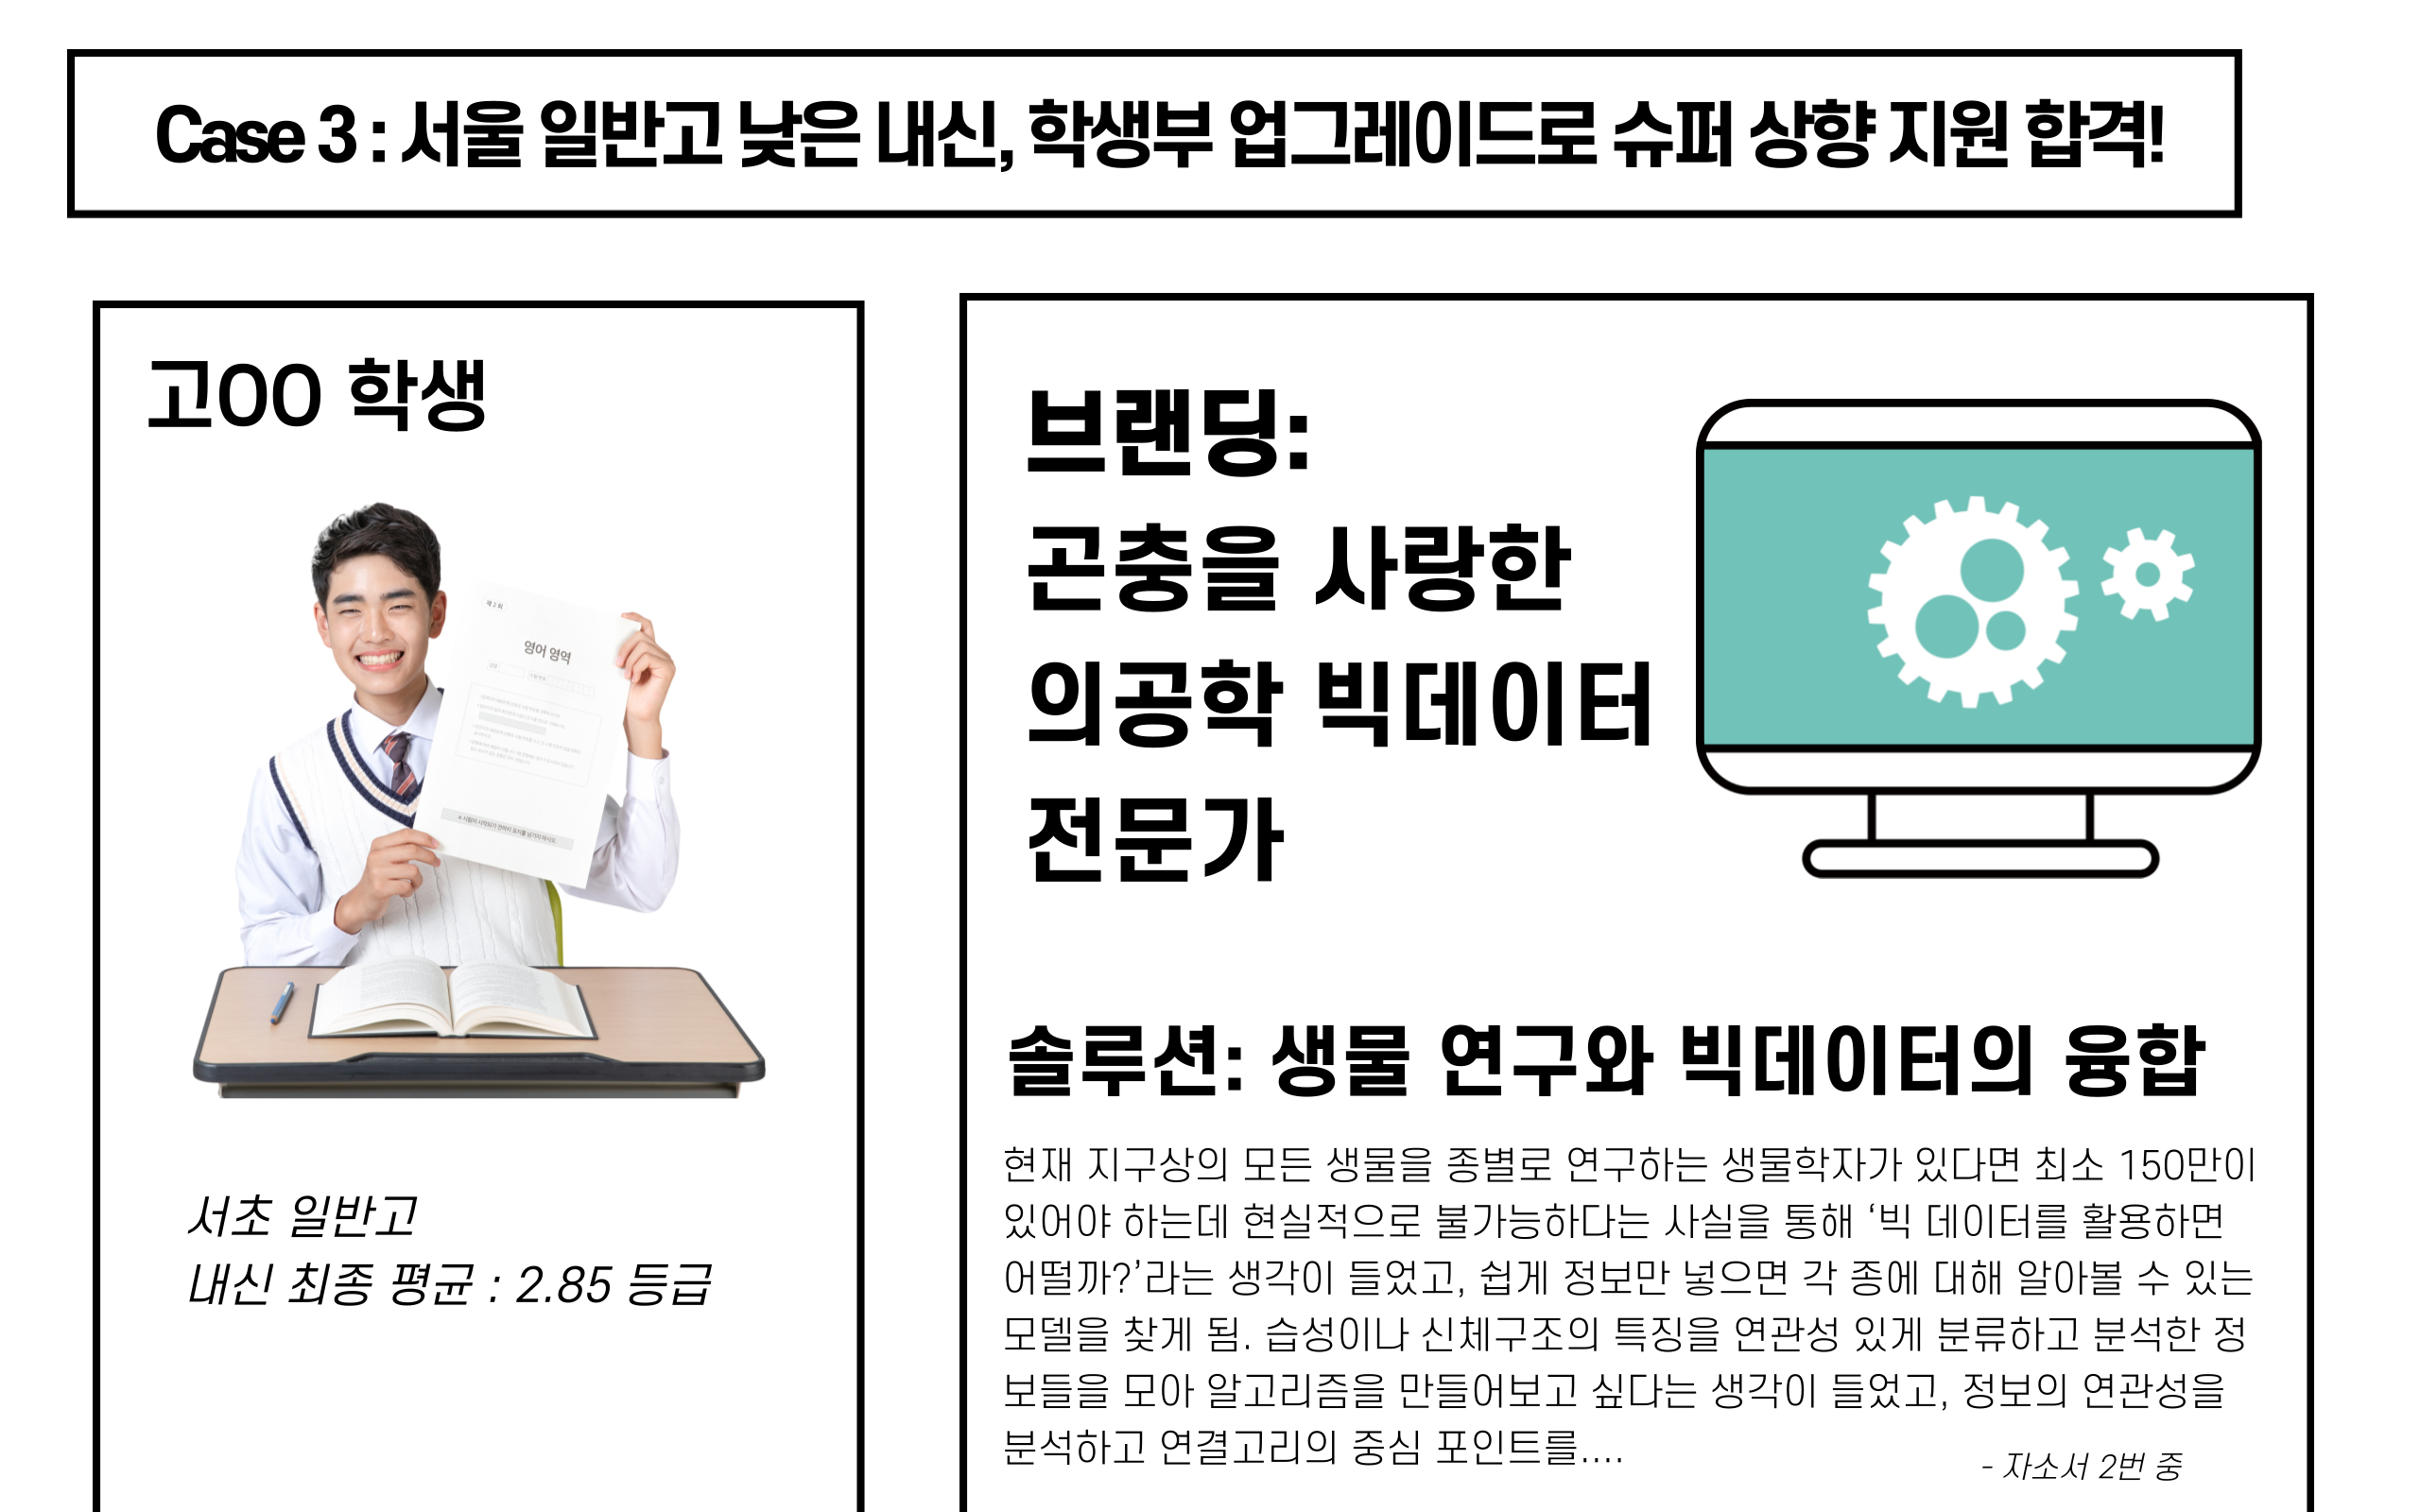 Case 3 : 서울 일반고 낮은 내신, 학생부 업그레이드로 슈퍼 상향 지원 합격!
고OO 학생
제 2 회
영어 영역
서초 일반고
내신 최종 평균 : 2.85 등급
브랜딩:
곤충을 사랑한
의공학 빅데이터
전문가
솔루션: 생물 연구와 빅데이터의 융합
현재 지구상의 모든 생물을 종별로 연구하는 생물학자가 있다면 최소 150만이
있어야 하는데 현실적으로 불가능하다는 사실을 통해 ‘빅 데이터를 활용하면
어떨까?’라는 생각이 들었고, 쉽게 정보만 넣으면 각 종에 대해 알아볼 수 있는
모델을 찾게 됨. 습성이나 신체구조의 특징을 연관성 있게 분류하고 분석한 정
보들을 모아 알고리즘을 만들어보고 싶다는 생각이 들었고, 정보의 연관성을
분석하고 연결고리의 중심 포인트를....
- 자소서 2번 중